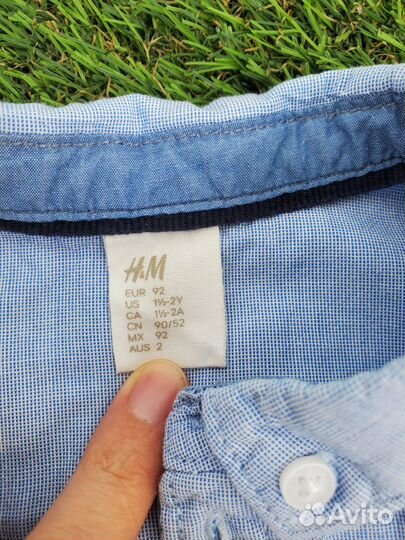 H&M
EUR 92
US 1½-2Y
CA 1½-2A
CN 90/52
MX 92
AUS 2
Avito